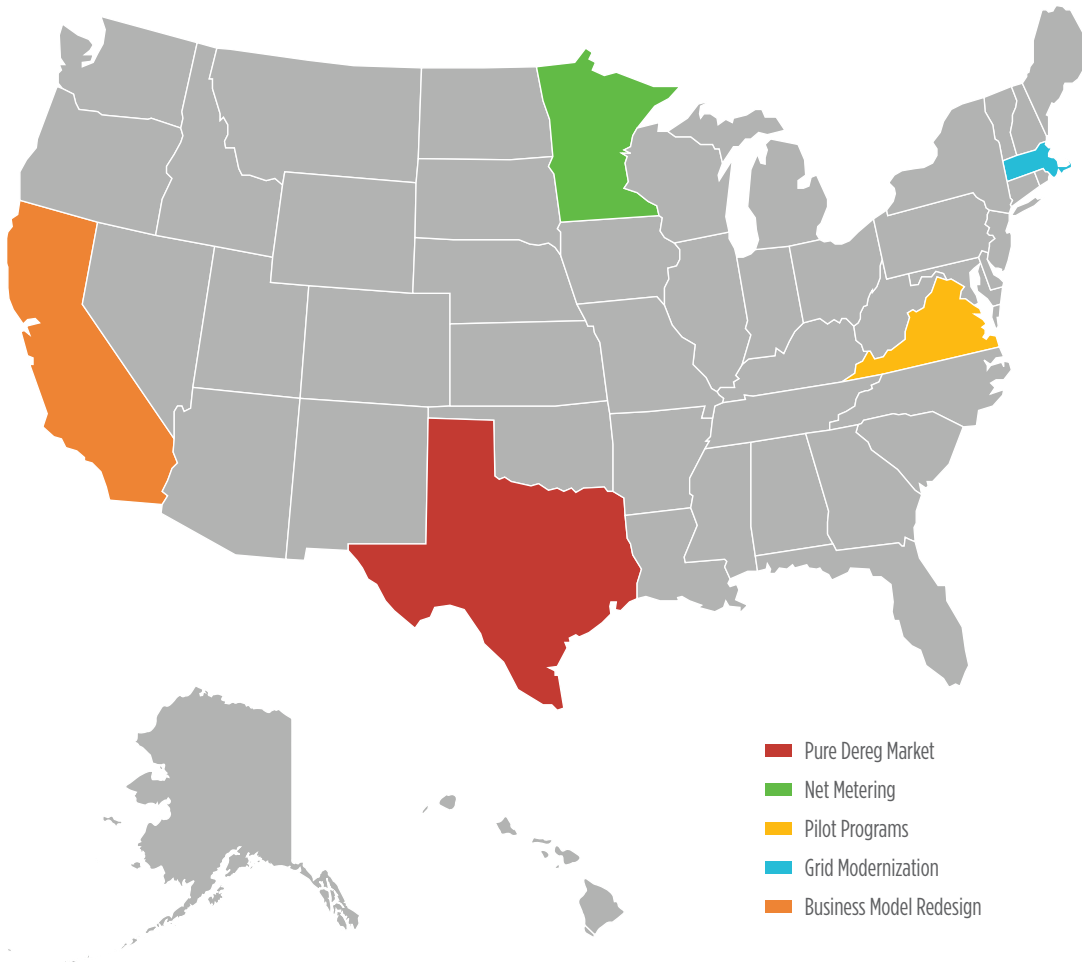 Pure Dereg Market
Net Metering
Pilot Programs
Grid Modernization
Business Model Redesign